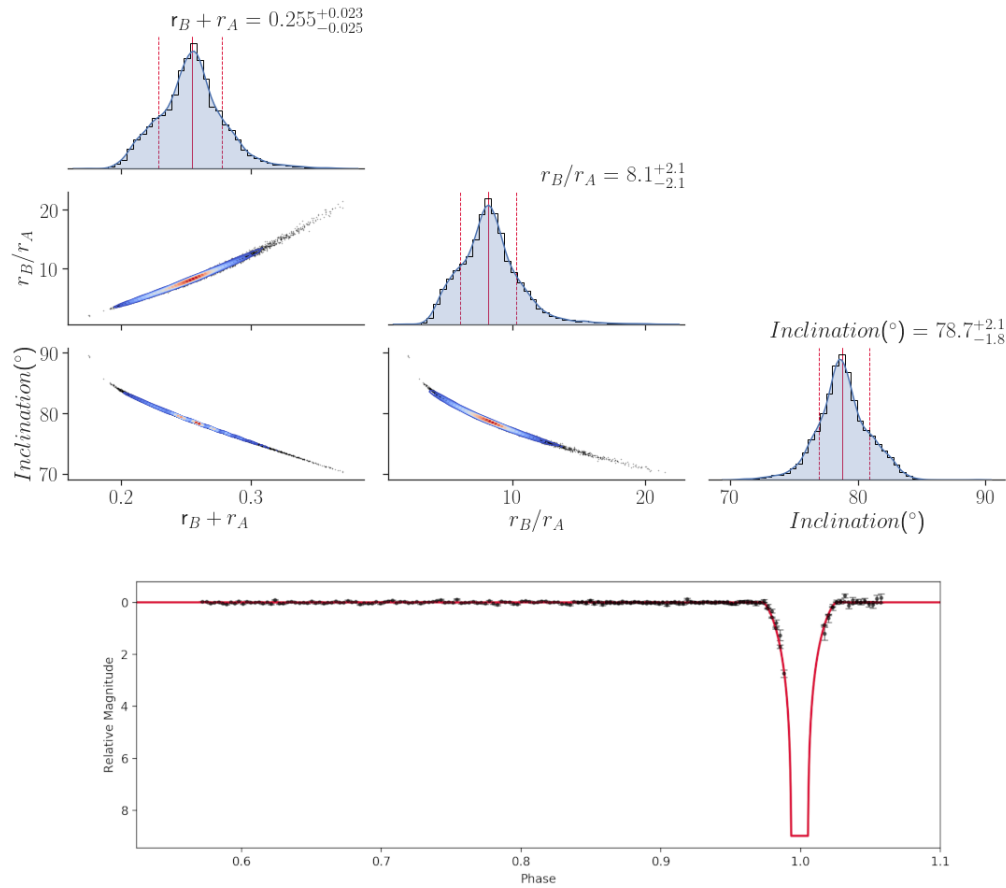 r_B + r_A = 0.255^{+0.023}_{-0.025}
r_B/r_A = 8.1^{+2.1}_{-2.1}
20
10
r_B/r_A
Inclination(°) = 78.7^{+2.1}_{-1.8}
90
80
70
Inclination(°)
0.2 0.3
r_B + r_A
10 20
r_B/r_A
70 80 90
Inclination(°)
0
2
4
6
8
Relative Magnitude
0.6 0.7 0.8 0.9 1.0 1.1
Phase